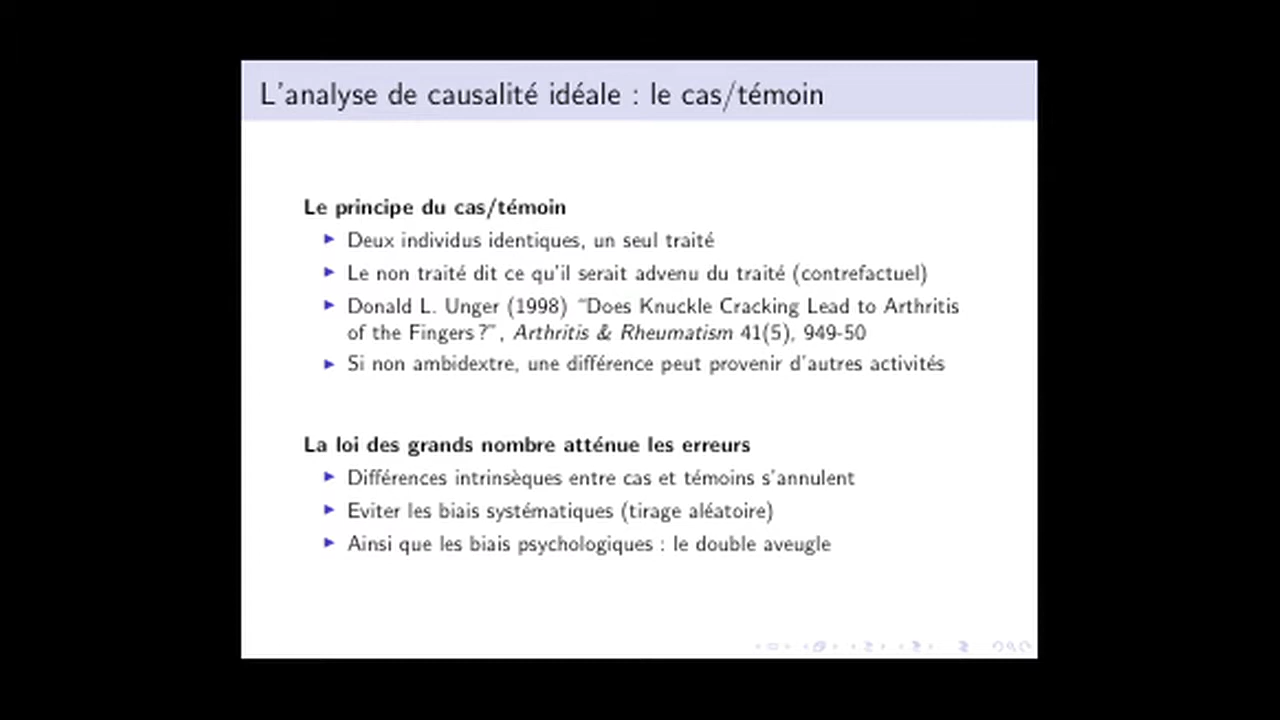 L'analyse de causalité idéale : le cas/témoin
Le principe du cas/témoin
Deux individus identiques, un seul traité
Le non traité dit ce qu'il serait advenu du traité (contrefactuel)
Donald L. Unger (1998) "Does Knuckle Cracking Lead to Arthritis
of the Fingers ?", Arthritis & Rheumatism 41(5), 949-50
Si non ambidextre, une différence peut provenir d'autres activités
La loi des grands nombre atténue les erreurs
Différences intrinsèques entre cas et témoins s'annulent
Eviter les biais systématiques (tirage aléatoire)
Ainsi que les biais psychologiques : le double aveugle